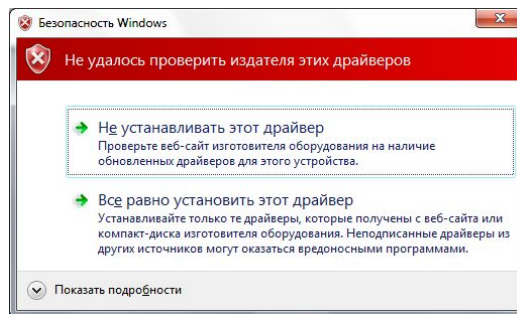 Безопасность Windows
Не удалось проверить издателя этих драйверов
Не устанавливать этот драйвер
Проверьте веб-сайт изготовителя оборудования на наличие
обновленных драйверов для этого устройства.
Все равно установить этот драйвер
Устанавливайте только те драйверы, которые получены с веб-сайта или
компакт-диска изготовителя оборудования. Неподписанные драйверы из
других источников могут оказаться вредоносными программами.
Показать подробности